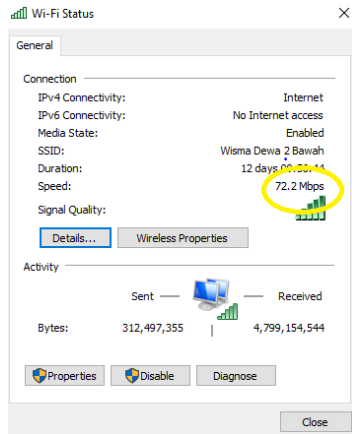 Wi-Fi Status
General
Connection
IPv4 Connectivity: Internet
IPv6 Connectivity: No Internet access
Media State: Enabled
SSID: Wisma Dewa 2 Bawah
Duration: 12 days
Speed: 72.2 Mbps
Signal Quality:
Details... Wireless Properties
Activity
Sent — — Received
Bytes: 312,497,355 | 4,799,154,544
Properties Disable Diagnose
Close